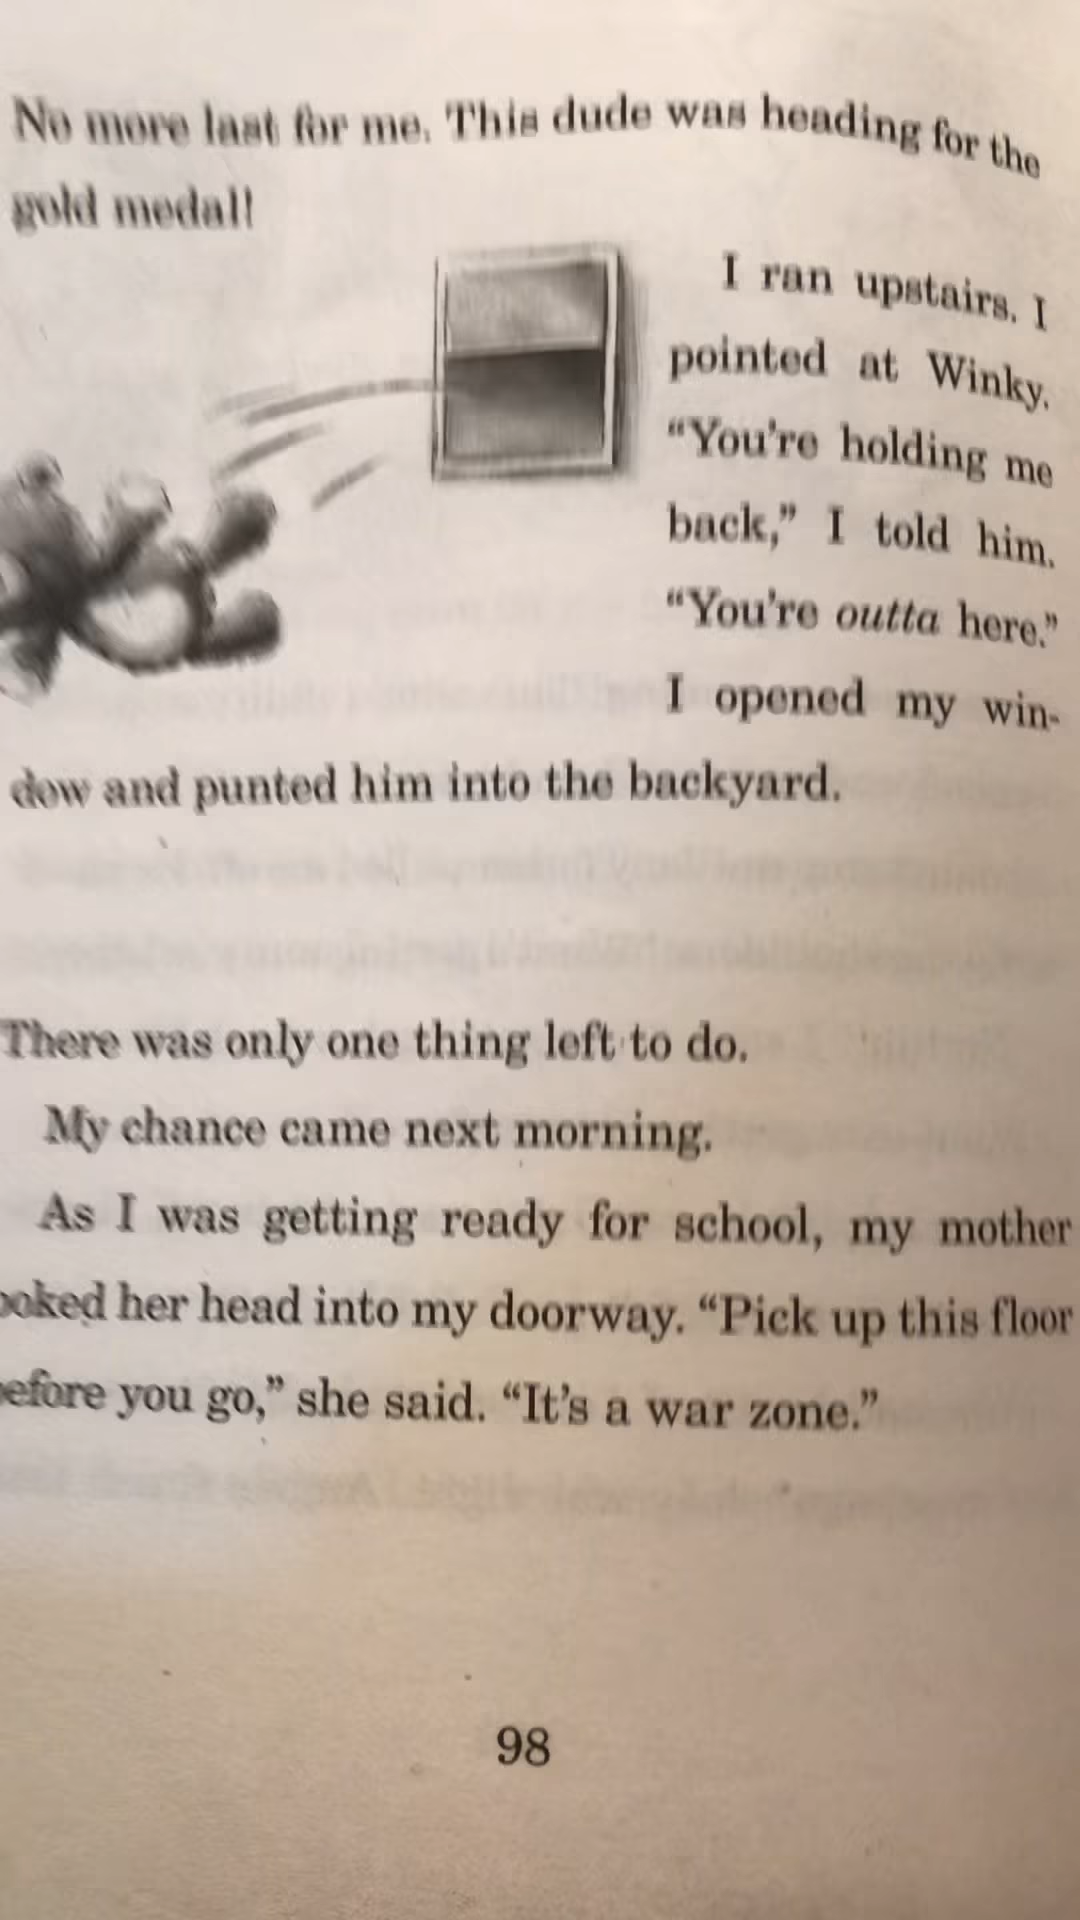 No more last for me. This dude was heading for the
gold medal!
I ran upstairs. I
pointed at Winky.
“You’re holding me
back,” I told him.
“You’re outta here.”
I opened my win-
dow and punted him into the backyard.
There was only one thing left to do.
My chance came next morning.
As I was getting ready for school, my mother
ooked her head into my doorway. “Pick up this floor
efore you go,” she said. “It’s a war zone.”
98